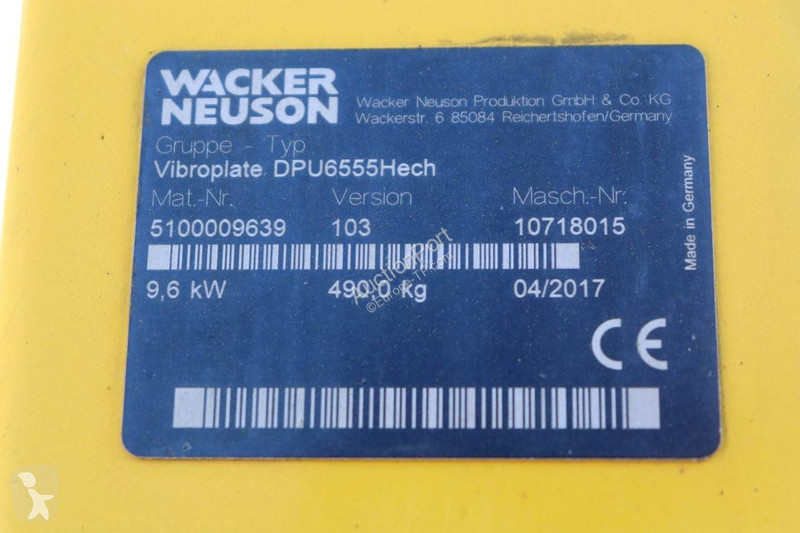 WACKER
NEUSON
Wacker Neuson Produktion GmbH & Co. KG
Wackerstr. 6 85084 Reichertshofen/Germany
Gruppe - Typ
Vibroplate DPU6555Hech
Mat.-Nr. Version Masch.-Nr.
5100009639 103 10718015
9,6 kW 490,0 kg 04/2017
Made in Germany
CE
AuctionPort